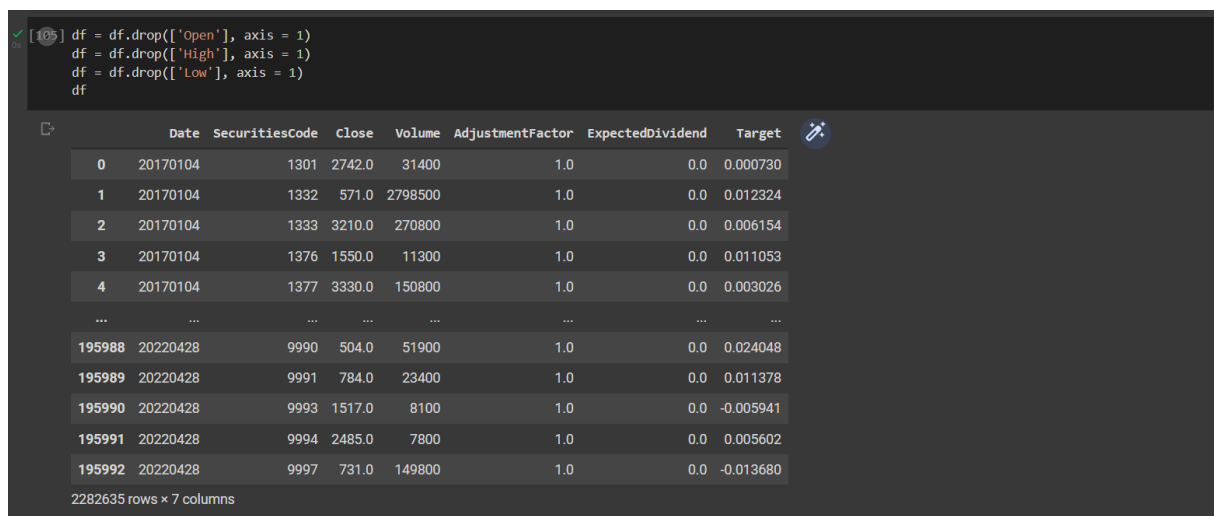 [105] df = df.drop(['Open'], axis = 1)
0s df = df.drop(['High'], axis = 1)
df = df.drop(['Low'], axis = 1)
df
Date SecuritiesCode Close Volume AdjustmentFactor ExpectedDividend Target
0 20170104 1301 2742.0 31400 1.0 0.0 0.000730
1 20170104 1332 571.0 2798500 1.0 0.0 0.012324
2 20170104 1333 3210.0 270800 1.0 0.0 0.006154
3 20170104 1376 1550.0 11300 1.0 0.0 0.011053
4 20170104 1377 3330.0 150800 1.0 0.0 0.003026
... ... ... ... ... ... ... ...
195988 20220428 9990 504.0 51900 1.0 0.0 0.024048
195989 20220428 9991 784.0 23400 1.0 0.0 0.011378
195990 20220428 9993 1517.0 8100 1.0 0.0 -0.005941
195991 20220428 9994 2485.0 7800 1.0 0.0 0.005602
195992 20220428 9997 731.0 149800 1.0 0.0 -0.013680
2282635 rows × 7 columns